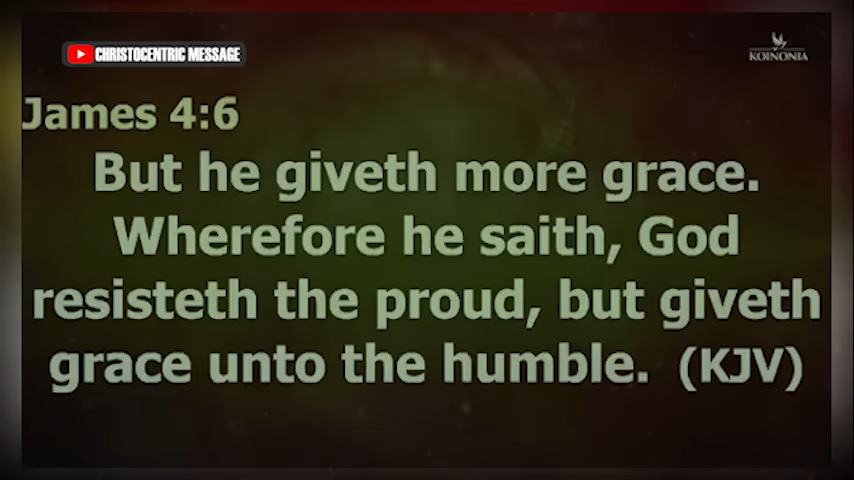 CHRISTOCENTRIC MESSAGE
KOINONIA
James 4:6
But he giveth more grace.
Wherefore he saith, God
resisteth the proud, but giveth
grace unto the humble. (KJV)